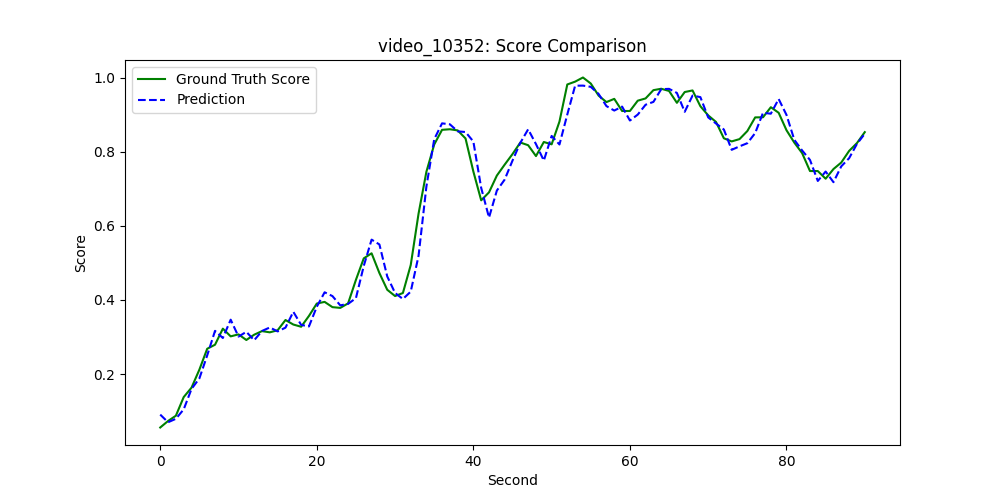 video_10352: Score Comparison
Ground Truth Score
Prediction
1.0
0.8
0.6
0.4
0.2
Score
0 20 40 60 80
Second